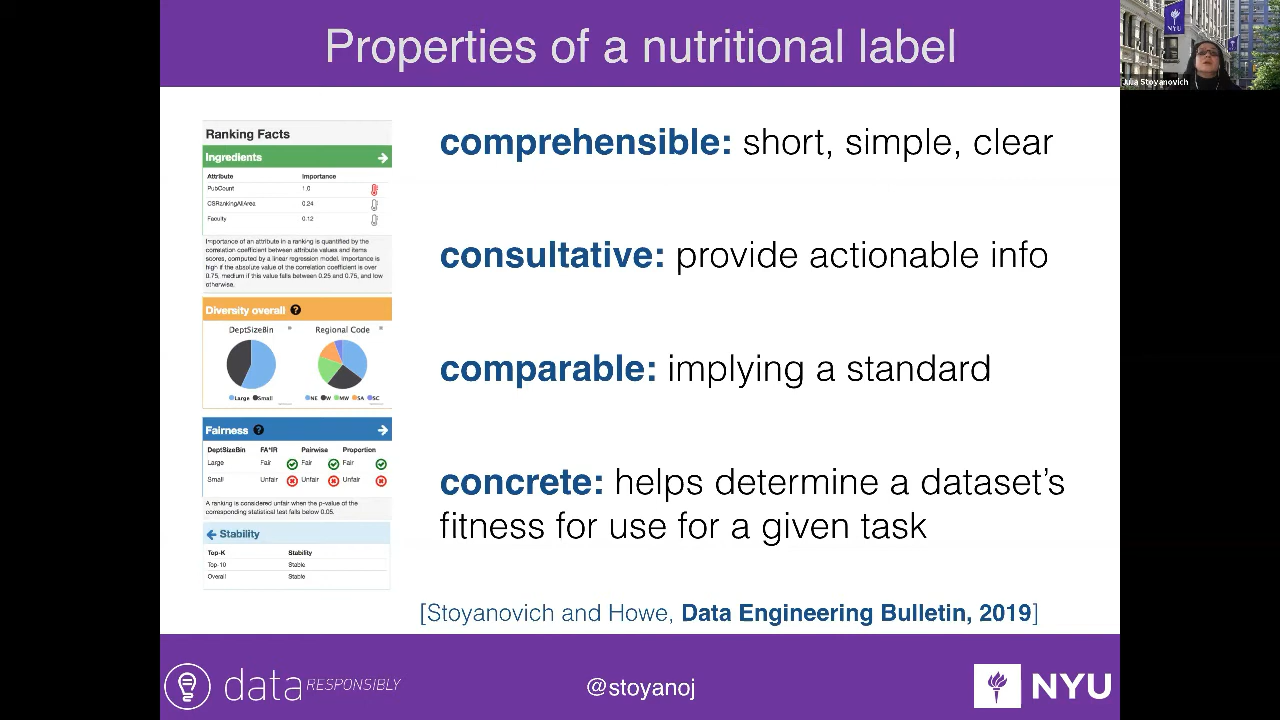 Properties of a nutritional label
NYU
Julia Stoyanovich
Ranking Facts
Ingredients
Attribute Importance
PubCount 1.0
CSRankingAllArea 0.24
Faculty 0.12
Importance of an attribute in a ranking is quantified by the
correlation coefficient between attribute values and items
scores, computed by a linear regression model. Importance is
high if the absolute value of the correlation coefficient is over
0.75, medium if this value falls between 0.25 and 0.75, and low
otherwise.
Diversity overall ?
DeptSizeBin Regional Code
Large Small NE W MW SA SC
Fairness ?
DeptSizeBin FA*IR Pairwise Proportion
Large Fair Fair Fair
Small Unfair Unfair Unfair
A ranking is considered unfair when the p-value of the
corresponding statistical test falls below 0.05.
Stability
Top-K Stability
Top-10 Stable
Overall Stable
comprehensible: short, simple, clear
consultative: provide actionable info
comparable: implying a standard
concrete: helps determine a dataset's
fitness for use for a given task
[Stoyanovich and Howe, Data Engineering Bulletin, 2019]
data RESPONSIBLY
@stoyanoj
NYU